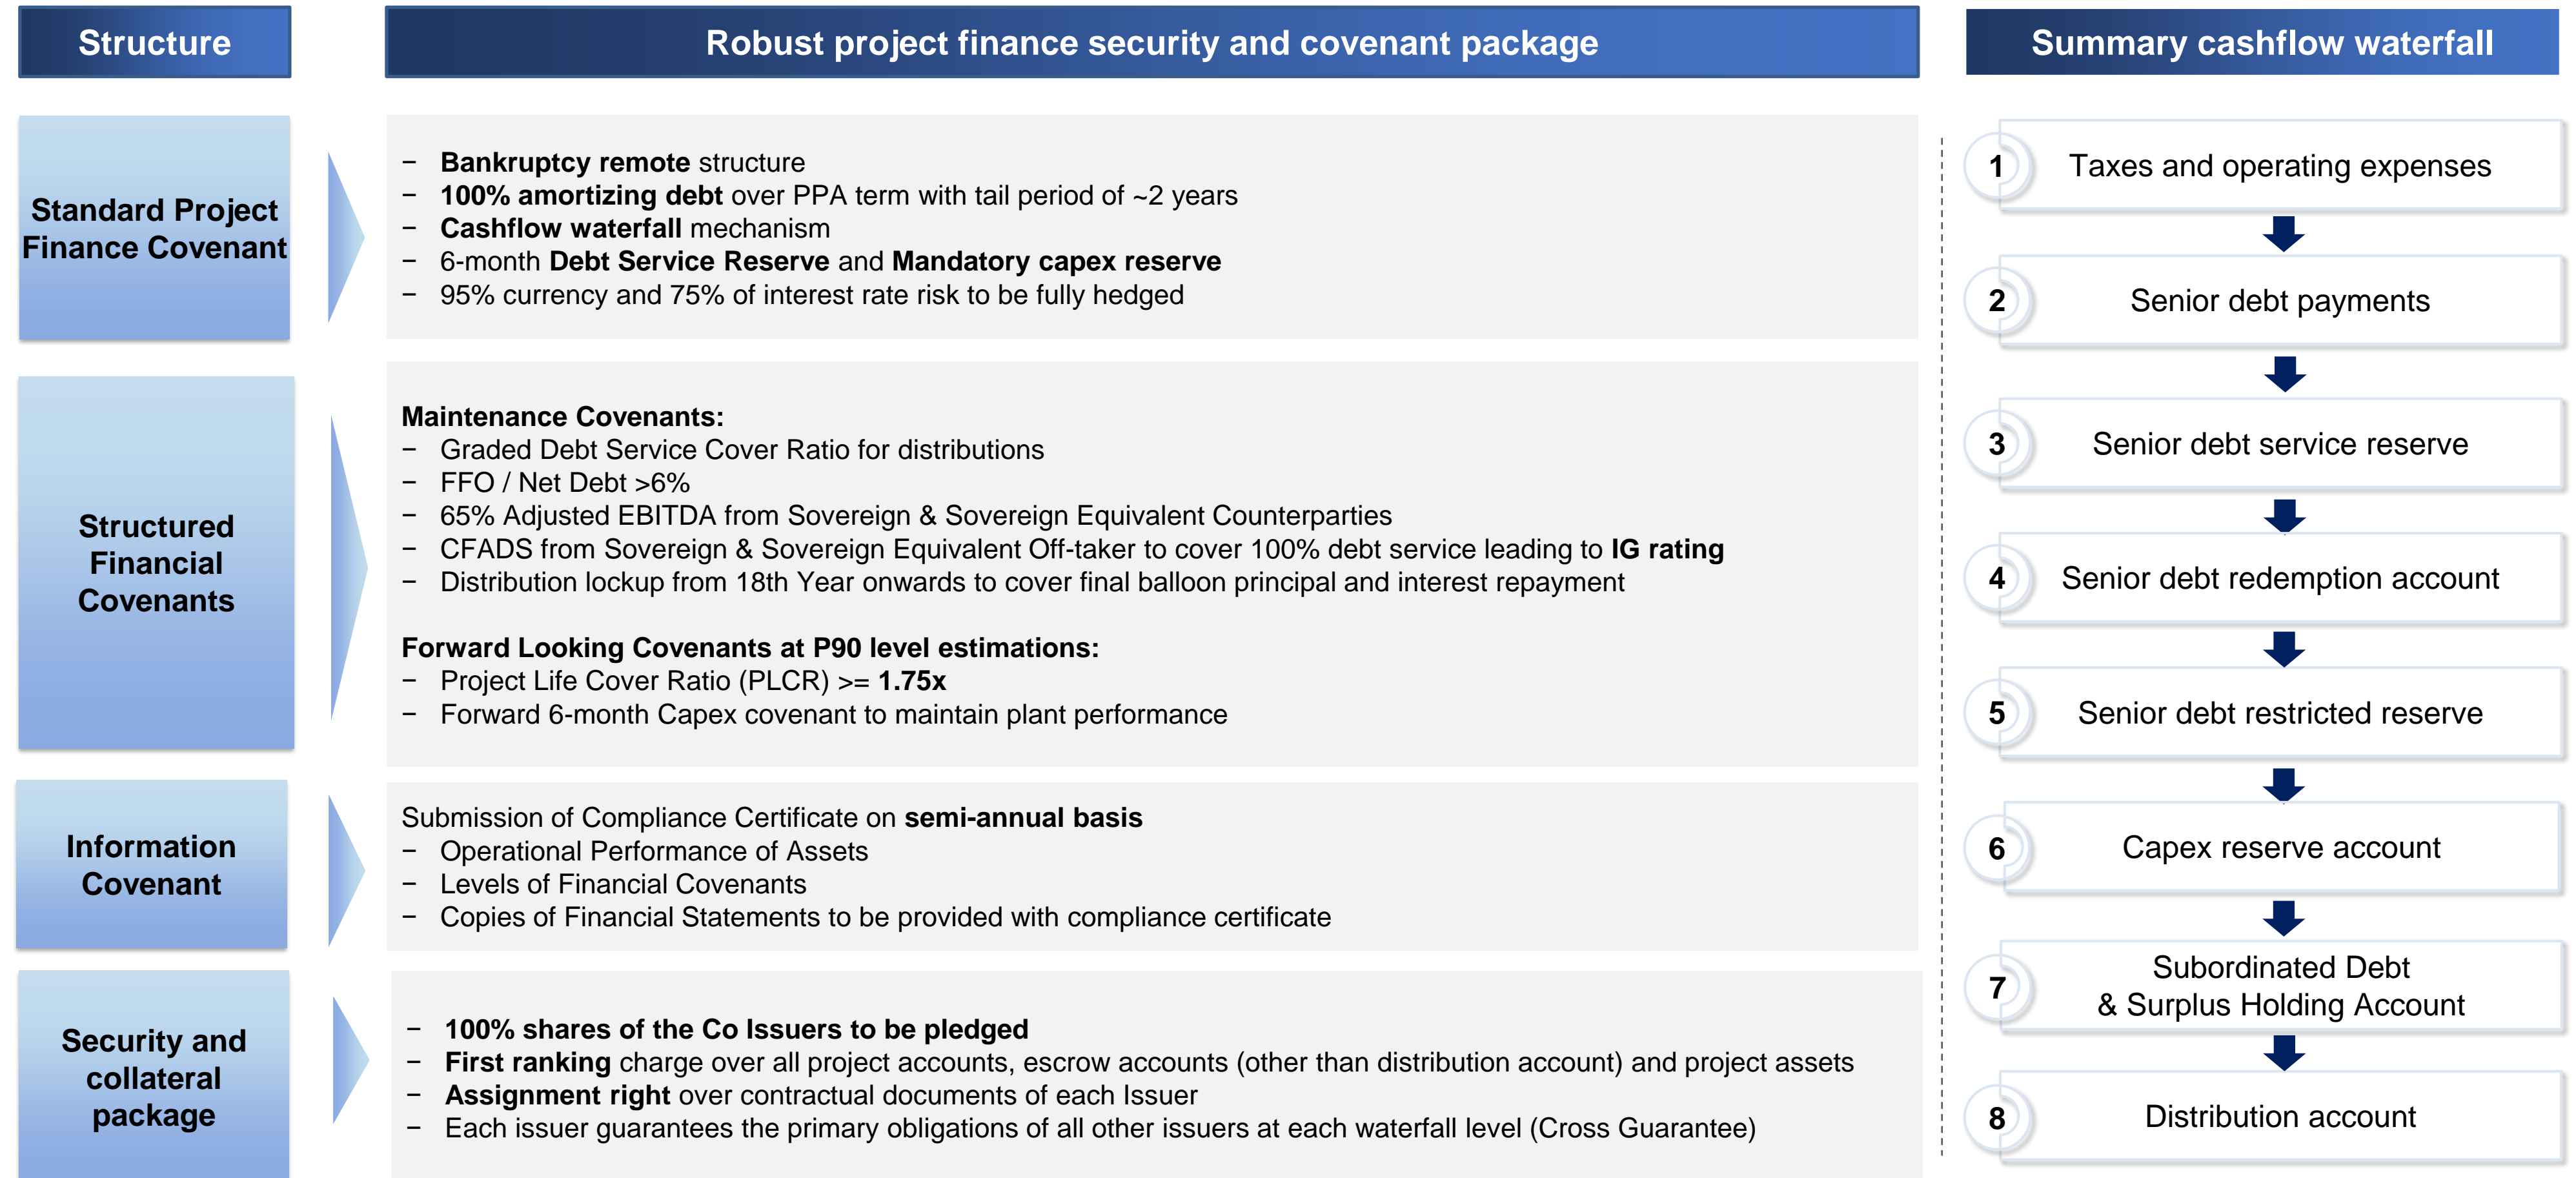 Structure
Robust project finance security and covenant package
Summary cashflow waterfall
Standard Project
Finance Covenant
− Bankruptcy remote structure
− 100% amortizing debt over PPA term with tail period of ~2 years
− Cashflow waterfall mechanism
− 6-month Debt Service Reserve and Mandatory capex reserve
− 95% currency and 75% of interest rate risk to be fully hedged
Structured
Financial
Covenants
Maintenance Covenants:
− Graded Debt Service Cover Ratio for distributions
− FFO / Net Debt >6%
− 65% Adjusted EBITDA from Sovereign & Sovereign Equivalent Counterparties
− CFADS from Sovereign & Sovereign Equivalent Off-taker to cover 100% debt service leading to IG rating
− Distribution lockup from 18th Year onwards to cover final balloon principal and interest repayment
Forward Looking Covenants at P90 level estimations:
− Project Life Cover Ratio (PLCR) >= 1.75x
− Forward 6-month Capex covenant to maintain plant performance
Information
Covenant
Submission of Compliance Certificate on semi-annual basis
− Operational Performance of Assets
− Levels of Financial Covenants
− Copies of Financial Statements to be provided with compliance certificate
Security and
collateral
package
− 100% shares of the Co Issuers to be pledged
− First ranking charge over all project accounts, escrow accounts (other than distribution account) and project assets
− Assignment right over contractual documents of each Issuer
− Each issuer guarantees the primary obligations of all other issuers at each waterfall level (Cross Guarantee)
1 Taxes and operating expenses
2 Senior debt payments
3 Senior debt service reserve
4 Senior debt redemption account
5 Senior debt restricted reserve
6 Capex reserve account
7 Subordinated Debt
& Surplus Holding Account
8 Distribution account